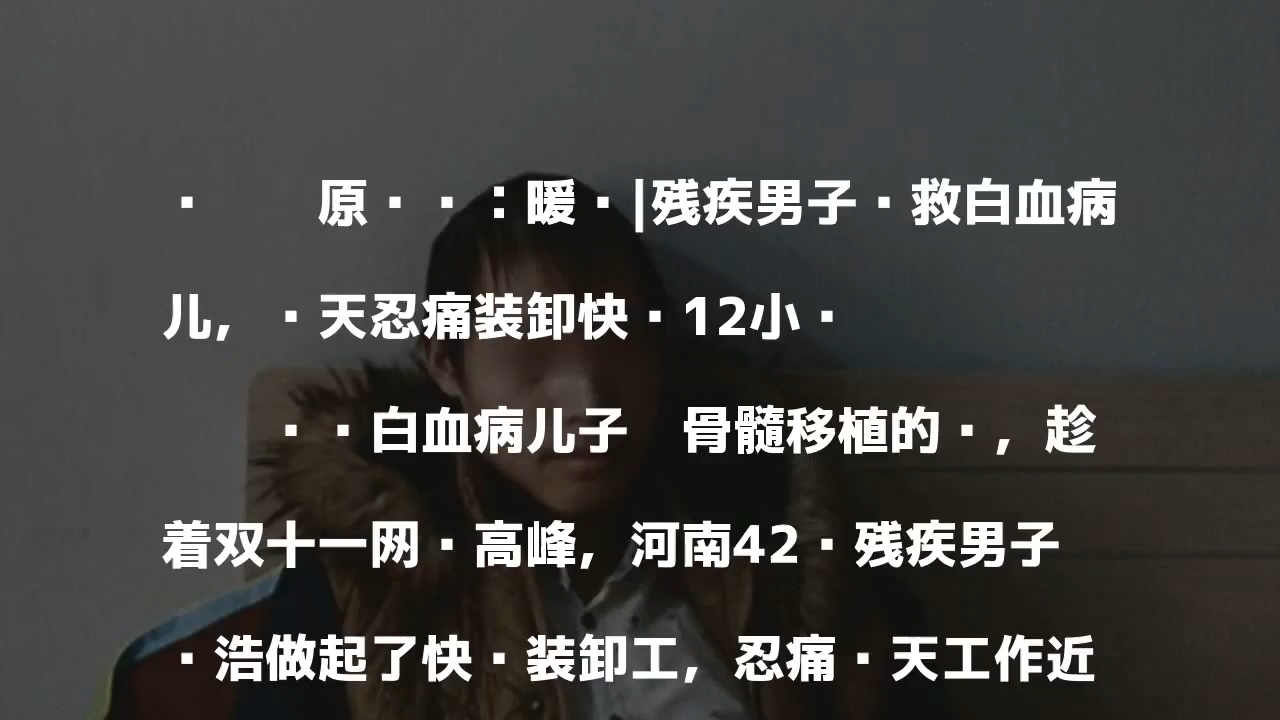 · 原··：暖·|残疾男子·救白血病
儿，·天忍痛装卸快·12小·
··白血病儿子 骨髓移植的·，趁
着双十一网·高峰，河南42·残疾男子
·浩做起了快·装卸工，忍痛·天工作近